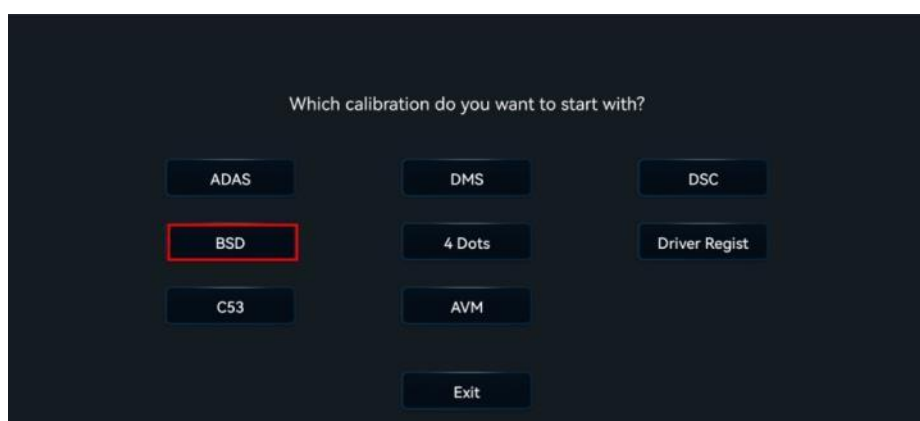 Which calibration do you want to start with?
ADAS
DMS
DSC
BSD
4 Dots
Driver Regist
C53
AVM
Exit